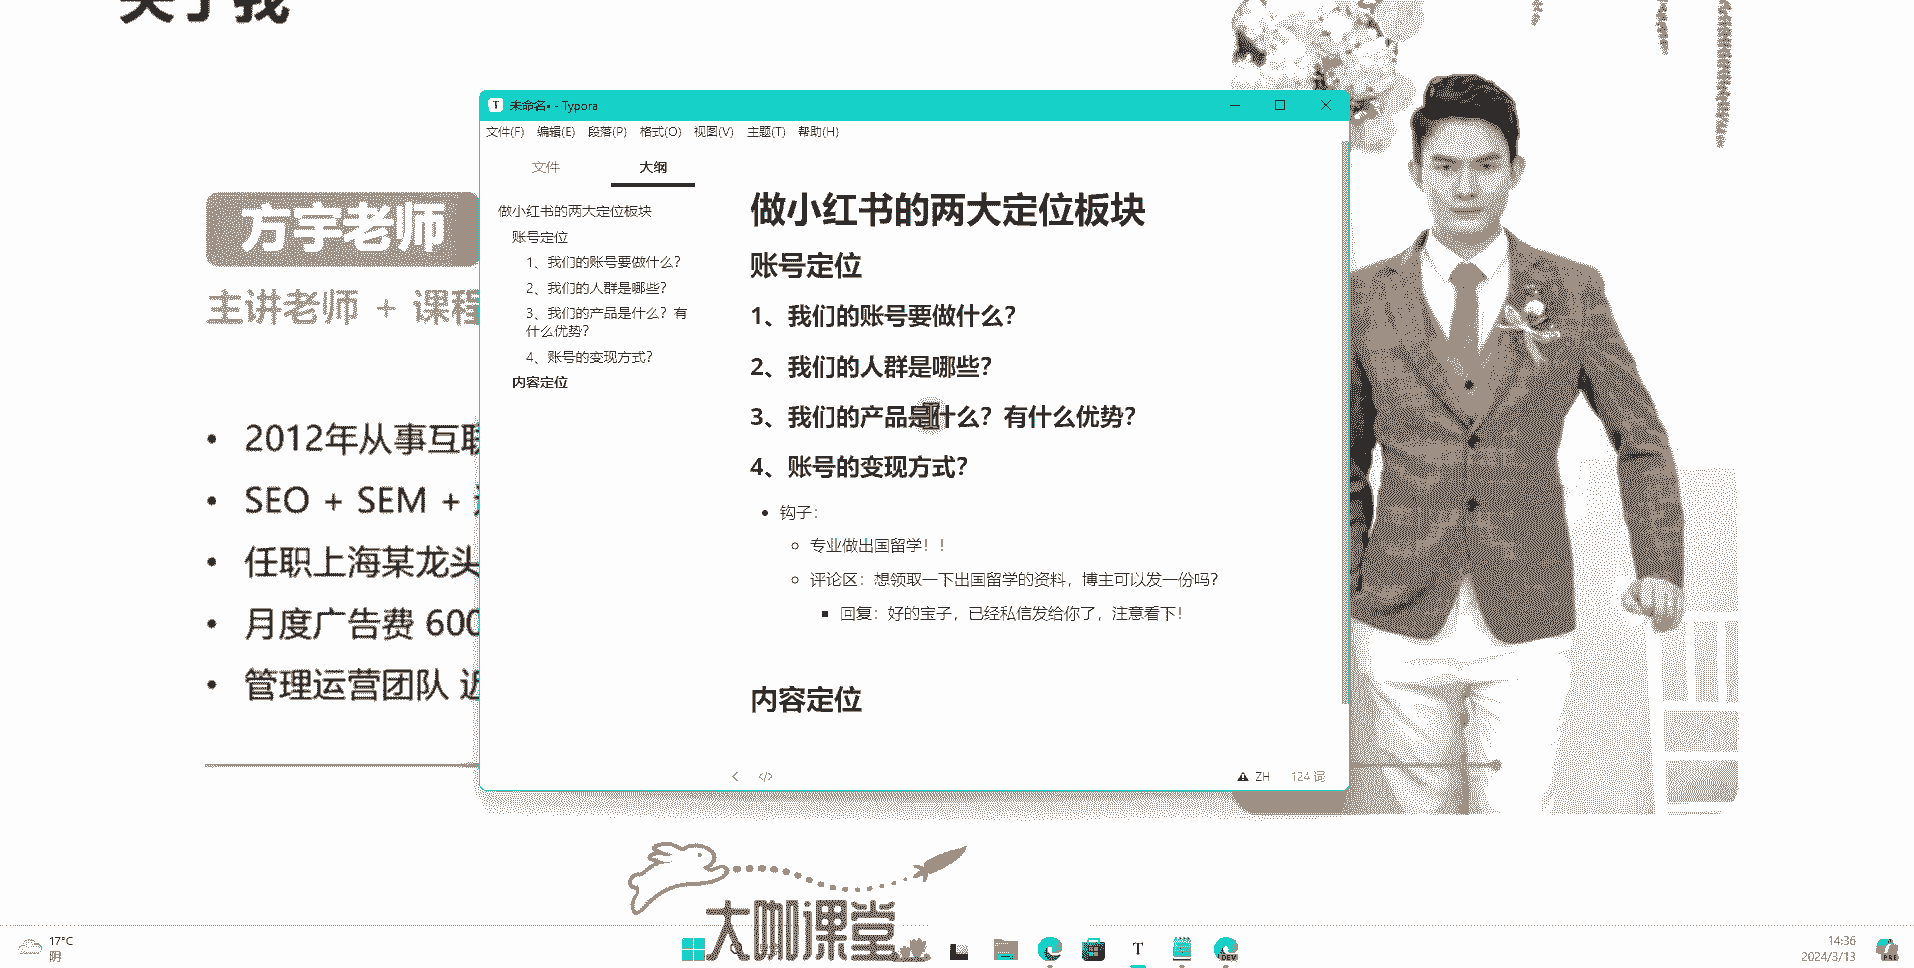 关于我
未命名• - Typora
文件(F) 编辑(E) 段落(P) 格式(O) 视图(V) 主题(T) 帮助(H)
文件 大纲
做小红书的两大定位板块
账号定位
1、我们的账号要做什么？
2、我们的人群是哪些？
3、我们的产品是什么？有
什么优势？
4、账号的变现方式？
内容定位
做小红书的两大定位板块
账号定位
1、我们的账号要做什么？
2、我们的人群是哪些？
3、我们的产品是什么？有什么优势？
4、账号的变现方式？
钩子：
专业做出国留学！！
评论区：想领取一下出国留学的资料，博主可以发一份吗？
回复：好的宝子，已经私信发给你了，注意看下！
内容定位
ZH 124 词
方宇老师
主讲老师 + 课程
2012年从事互联
SEO + SEM +
任职上海某龙头
月度广告费 600
管理运营团队 近
大咖课堂
17°C
阴
14:36
2024/3/13